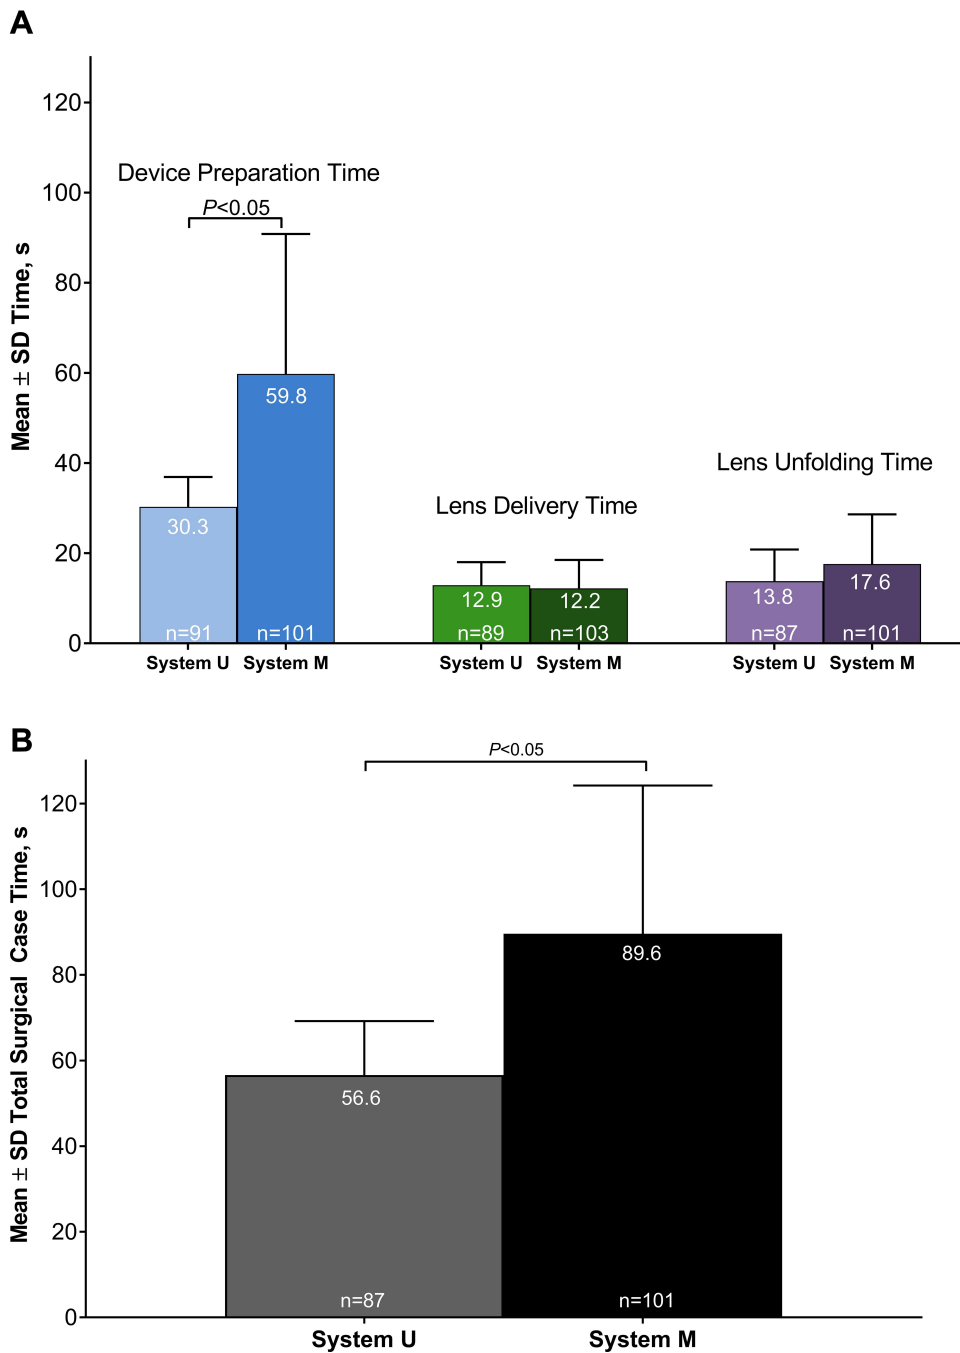 A
120
100
80
60
40
20
0
Mean ± SD Time, s
Device Preparation Time
P<0.05
59.8
30.3
n=91 n=101
Lens Delivery Time
12.9 12.2
n=89 n=103
Lens Unfolding Time
13.8 17.6
n=87 n=101
System U System M System U System M System U System M
B
120
100
80
60
40
20
0
Mean ± SD Total Surgical Case Time, s
P<0.05
89.6
56.6
n=87 n=101
System U System M